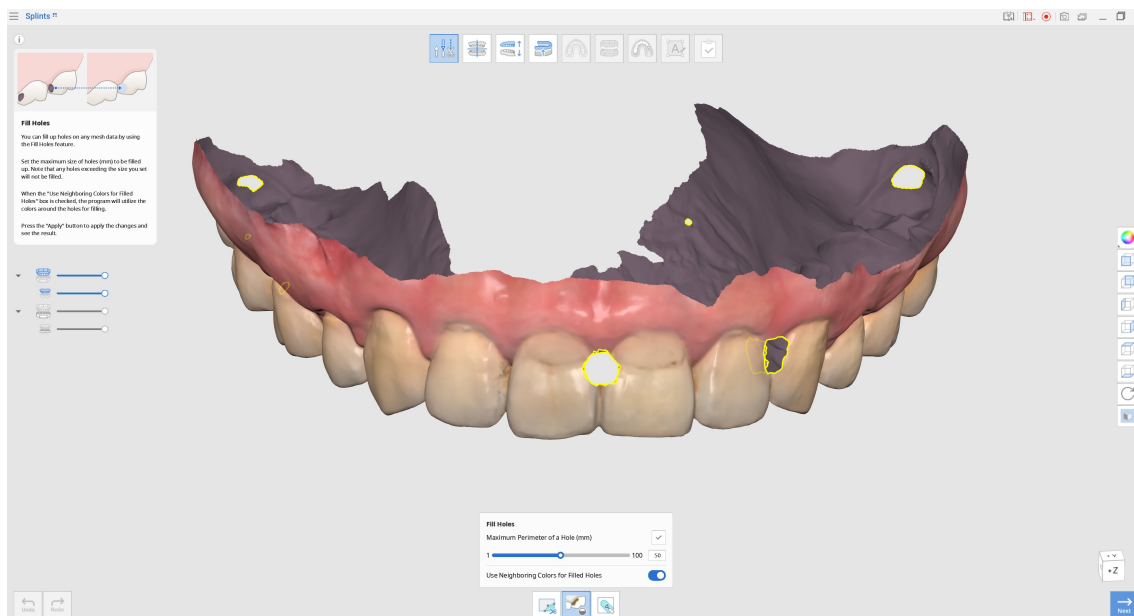 Splints
Fill Holes
You can fill up holes on any mesh data by using
the Fill Holes feature.
Set the maximum size of holes (mm) to be filled
up. Note that any holes exceeding the size you set
will not be filled.
When the "Use Neighboring Colors for Filled
Holes" box is checked, the program will utilize the
colors around the holes for filling.
Press the "Apply" button to apply the changes and
see the result.
Fill Holes
Maximum Perimeter of a Hole (mm)
1 100 50
Use Neighboring Colors for Filled Holes
Undo Redo
Z
Next